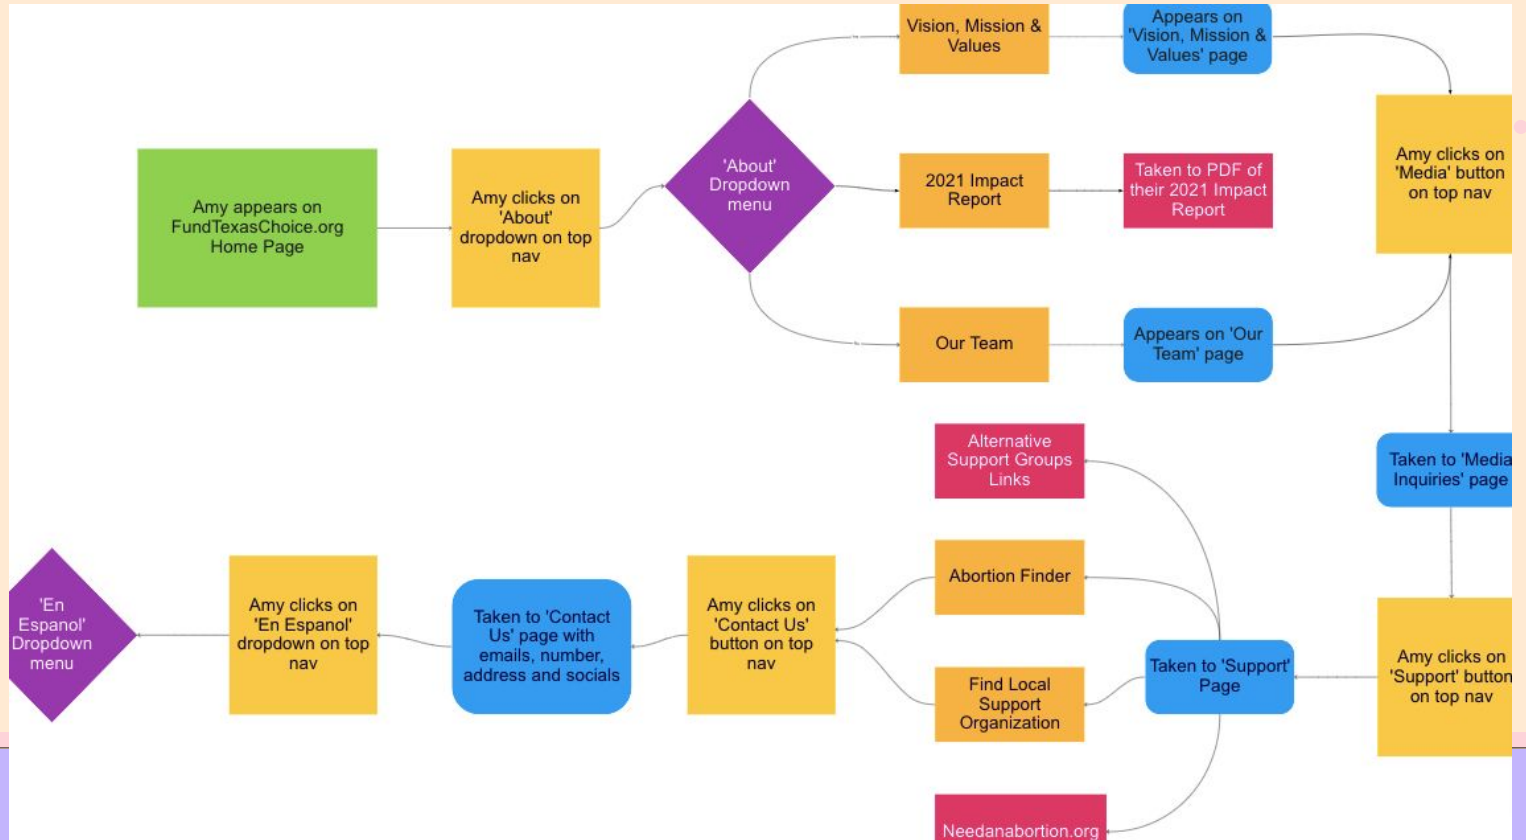 Vision, Mission &
Values
Appears on
'Vision, Mission &
Values' page
Amy appears on
FundTexasChoice.org
Home Page
Amy clicks on
'About'
dropdown on top
nav
'About'
Dropdown
menu
2021 Impact
Report
Taken to PDF of
their 2021 Impact
Report
Amy clicks on
'Media' button
on top nav
Our Team
Appears on 'Our
Team' page
Taken to 'Media
Inquiries' page
Alternative
Support Groups
Links
Abortion Finder
Find Local
Support
Organization
Needanabortion.org
Taken to 'Support'
Page
Amy clicks on
'Support' button
on top nav
Amy clicks on
'Contact Us'
button on top
nav
Taken to 'Contact
Us' page with
emails, number,
address and socials
Amy clicks on
'En Espanol'
dropdown on top
nav
'En
Espanol'
Dropdown
menu